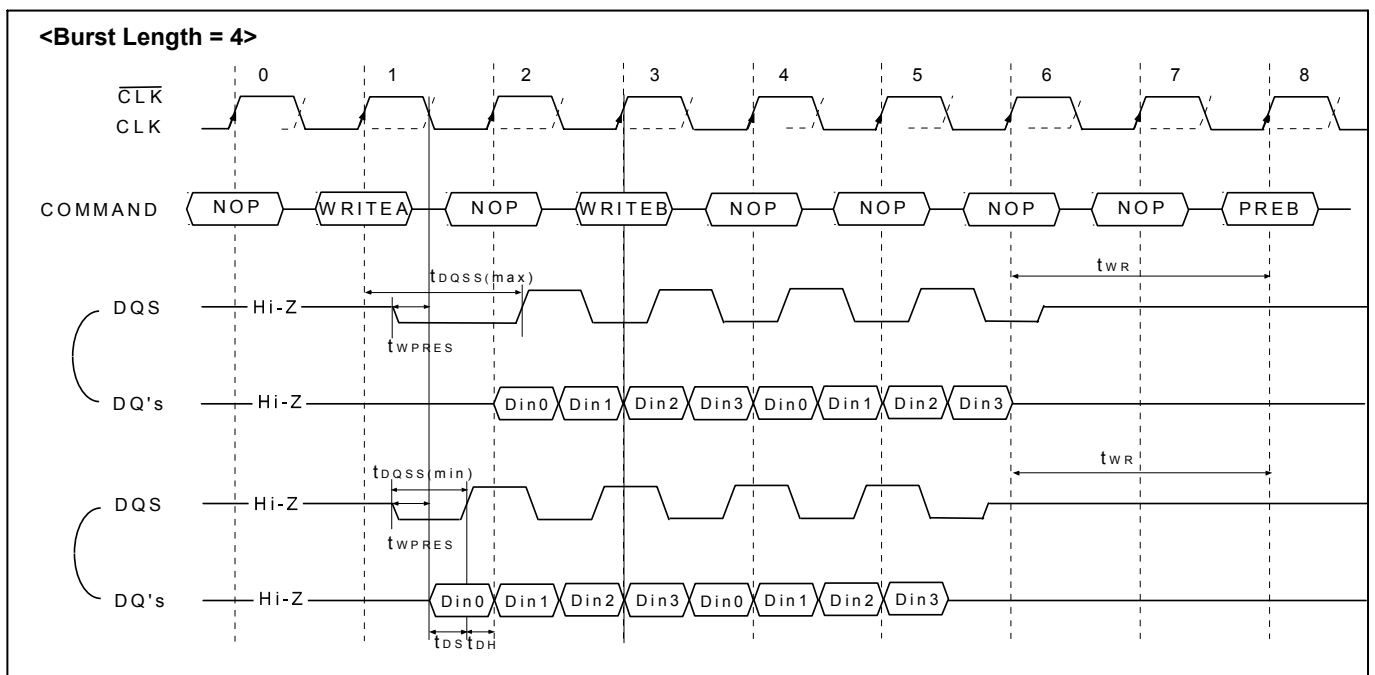 <Burst Length = 4>
0 1 2 3 4 5 6 7 8
CLK
CLK
COMMAND NOP WRITEA NOP WRITEB NOP NOP NOP NOP PREB
tWR
tDQSS(max)
DQS Hi-Z
tWPRES
DQ's Hi-Z Din0 Din1 Din2 Din3 Din0 Din1 Din2 Din3
tWR
tDQSS(min)
DQS Hi-Z
tWPRES
DQ's Hi-Z Din0 Din1 Din2 Din3 Din0 Din1 Din2 Din3
tDS tDH